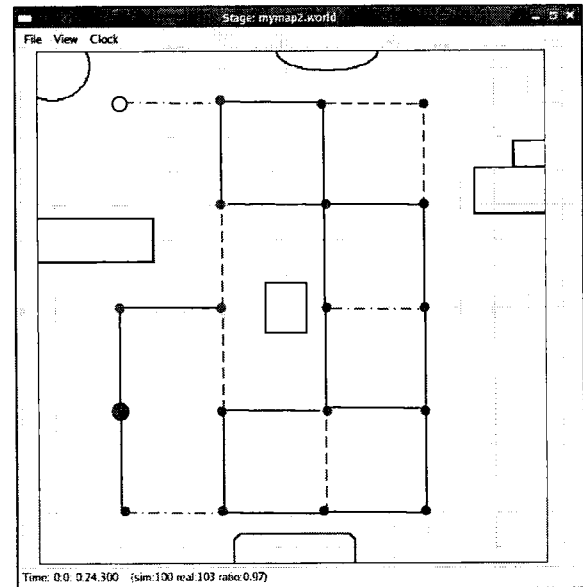 Stage: mymap2.world
File View Clock
Time: 0:0: 0:24.300 (sim:100 real:103 ratio:0.97)